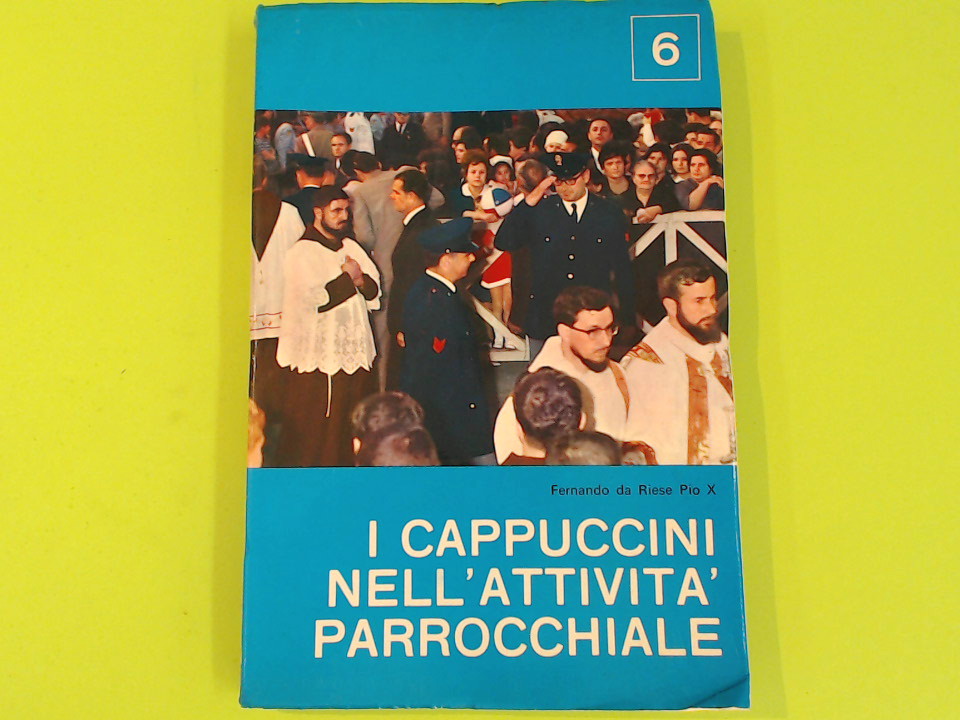 6
Fernando da Riese Pio X
I CAPPUCCINI
NELL'ATTIVITA'
PARROCCHIALE